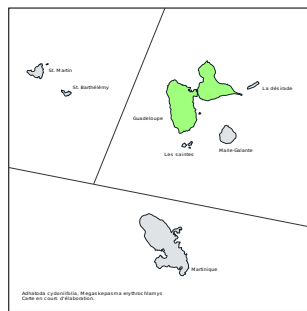 St. Martin
St. Barthélémy
La désirade
Guadeloupe
Les saintes
Marie-Galante
Martinique
Adhatoda cydoniifolia, Megaskepasma erythrochlamys
Carte en cours d'élaboration.